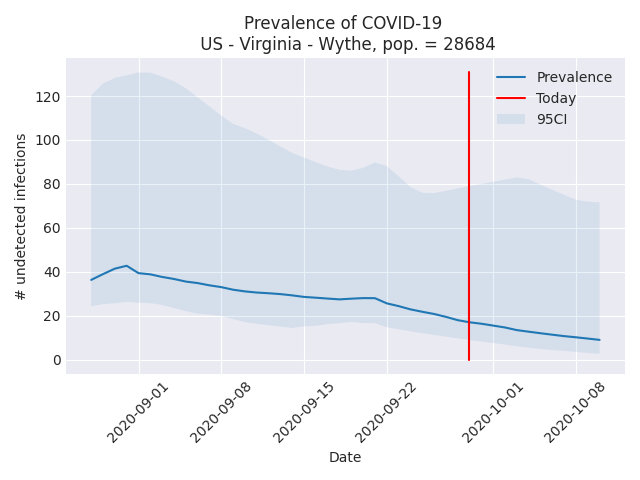 Prevalence of COVID-19
US - Virginia - Wythe, pop. = 28684
Prevalence
Today
95CI
120
100
80
60
40
20
0
# undetected infections
2020-09-01
2020-09-08
2020-09-15
2020-09-22
2020-10-01
2020-10-08
Date